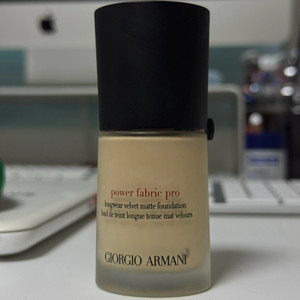 power fabric pro
longwear velvet matte foundation
fond de teint longue tenue mat velours
GIORGIO ARMANI